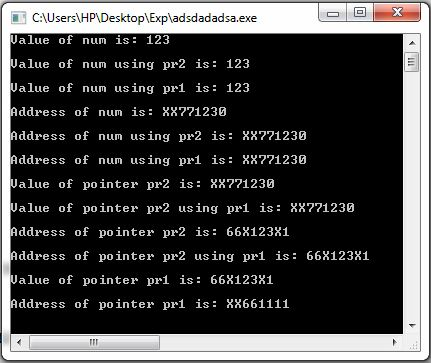 C:\Users\HP\Desktop\Exp\adsdadadsa.exe
Value of num is: 123
Value of num using pr2 is: 123
Value of num using pr1 is: 123
Address of num is: XX771230
Address of num using pr2 is: XX771230
Address of num using pr1 is: XX771230
Value of pointer pr2 is: XX771230
Value of pointer pr2 using pr1 is: XX771230
Address of pointer pr2 is: 66X123X1
Address of pointer pr2 using pr1 is: 66X123X1
Value of pointer pr1 is: 66X123X1
Address of pointer pr1 is: XX661111